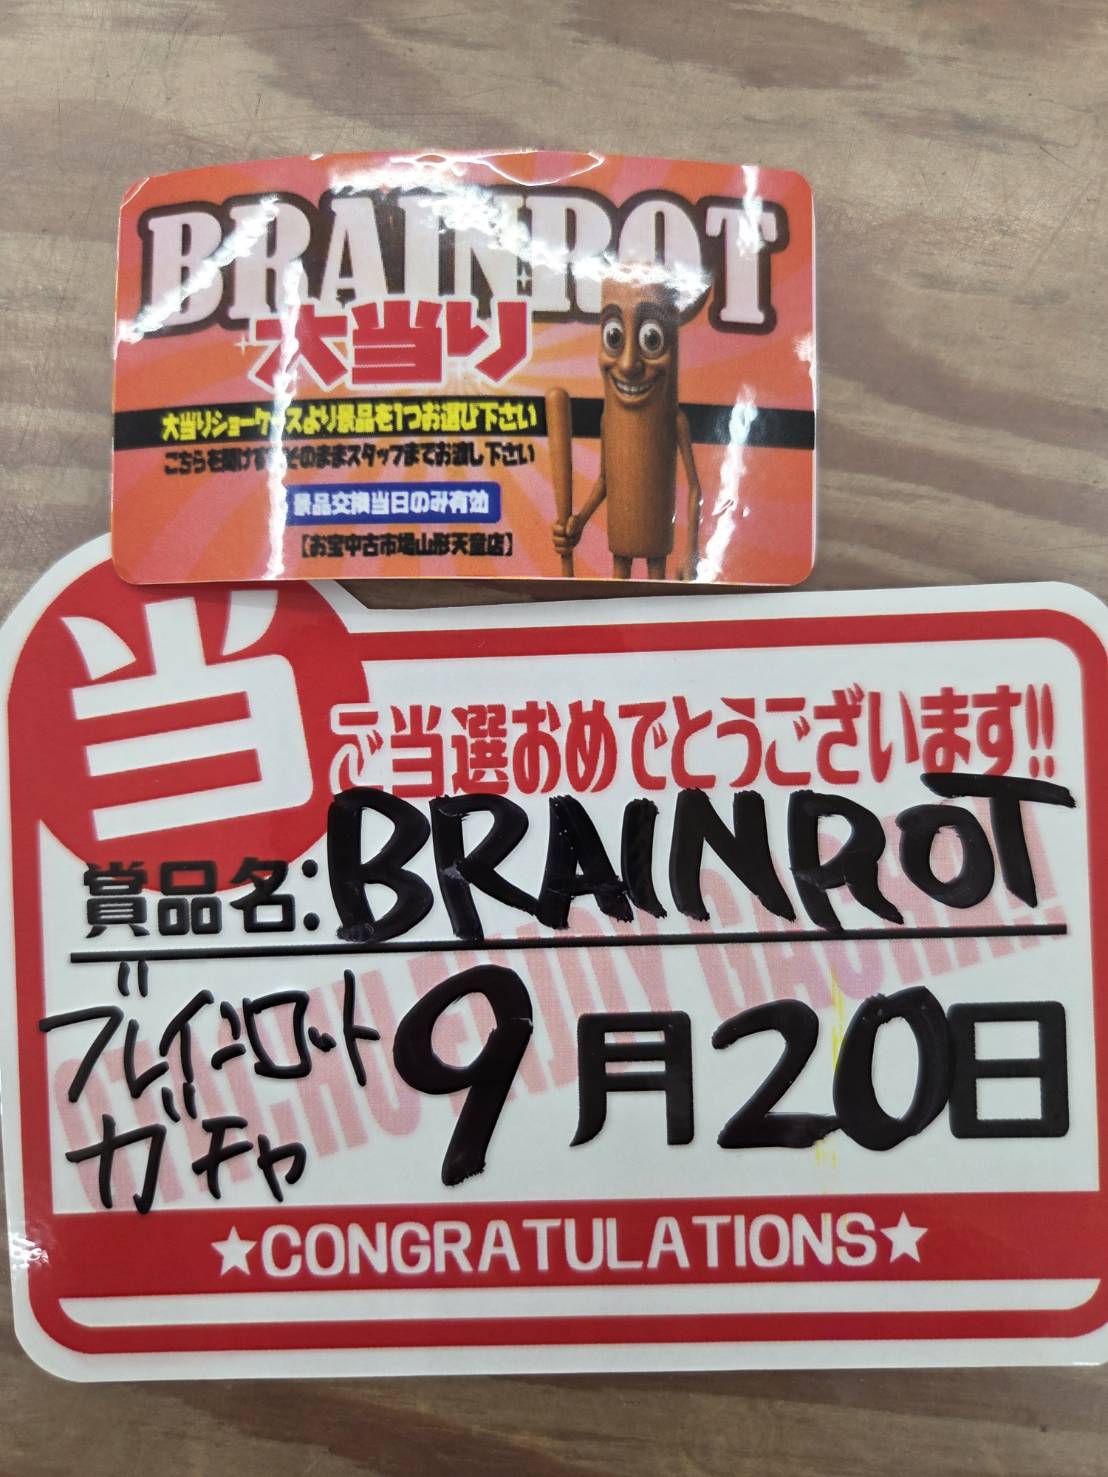 BRAINROT
大当り
大当りショーケースより景品を1つお選び下さい
こちらを開けずそのままスタッフまでお渡し下さい
景品交換当日のみ有効
【お宝中古市場山形天童店】
当
ご当選おめでとうございます!!
賞品名:BRAINROT
ブレインロット
ガチャ
9月20日
★CONGRATULATIONS★